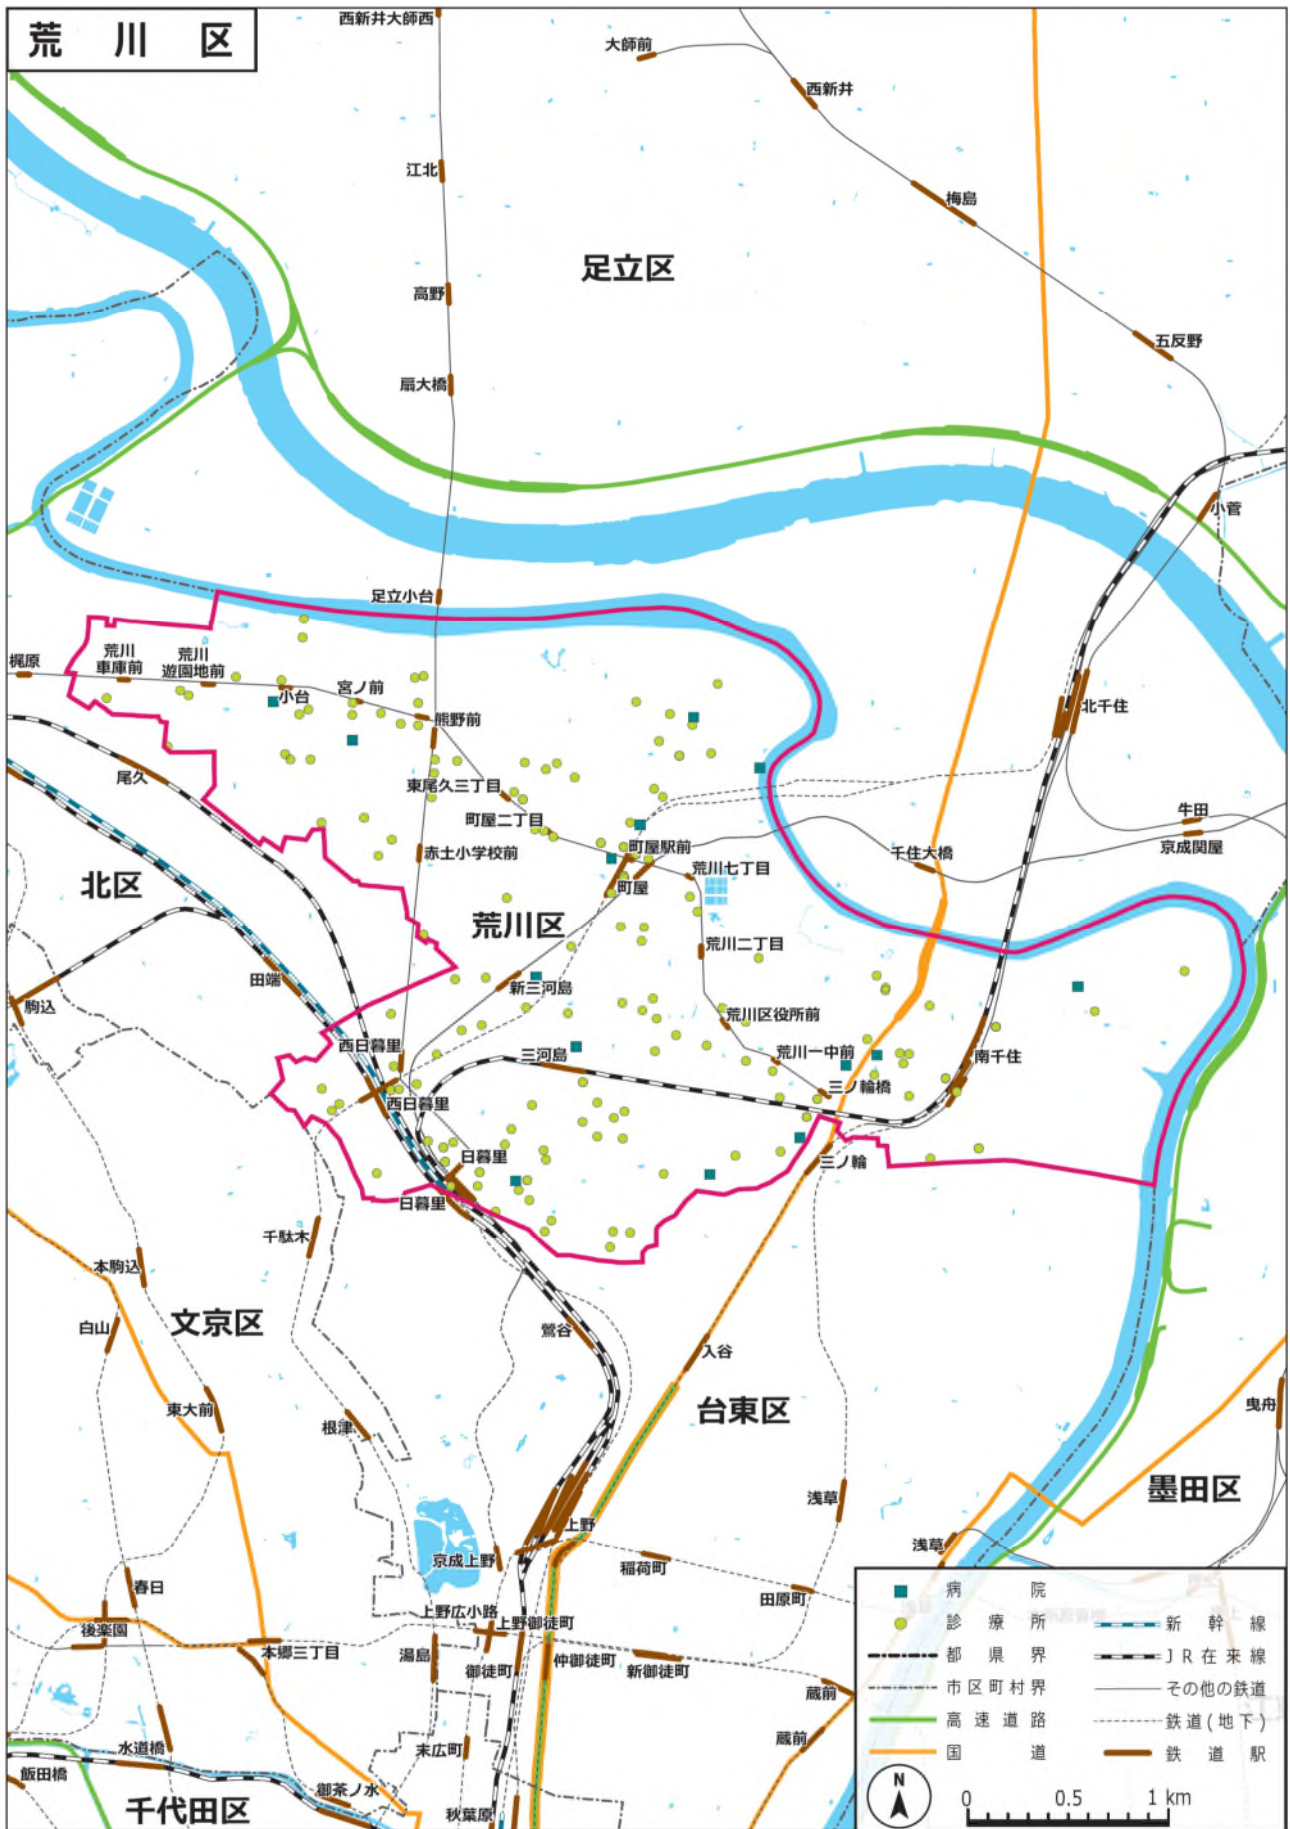 荒川区
西新井大師西
大師前
西新井
江北
梅島
足立区
高野
五反野
扇大橋
小菅
足立小台
梶原
荒川
車庫前
荒川
遊園地前
小台
宮ノ前
熊野前
北千住
尾久
東尾久三丁目
町屋二丁目
牛田
京成関屋
町屋駅前
千住大橋
赤土小学校前
荒川七丁目
町屋
北区
荒川区
荒川二丁目
田端
新三河島
駒込
荒川区役所前
西日暮里
三河島
荒川一中前
南千住
三ノ輪橋
西日暮里
日暮里
三ノ輪
日暮里
千駄木
本駒込
文京区
白山
鶯谷
入谷
東大前
台東区
曳舟
根津
墨田区
浅草
上野
浅草
京成上野
稲荷町
春日
田原町
上野広小路
上野御徒町
後楽園
本郷三丁目
湯島
御徒町
仲御徒町
新御徒町
蔵前
蔵前
水道橋
末広町
飯田橋
御茶ノ水
千代田区
秋葉原
病院
診療所
新幹線
都県界
JR在来線
市区町村界
その他の鉄道
高速道路
鉄道(地下)
国道
鉄道駅
N
0 0.5 1 km